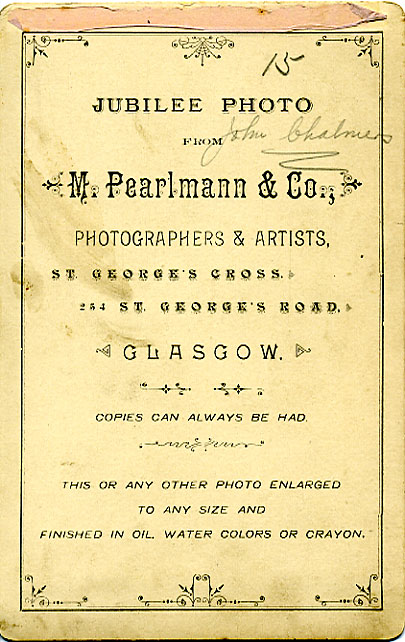 15
JUBILEE PHOTO
John Chalmers
FROM
M. Pearlmann & Co.,
PHOTOGRAPHERS & ARTISTS,
ST. GEORGE'S CROSS.
254 ST. GEORGE'S ROAD,
GLASGOW.
COPIES CAN ALWAYS BE HAD.
THIS OR ANY OTHER PHOTO ENLARGED
TO ANY SIZE AND
FINISHED IN OIL, WATER COLORS OR CRAYON.